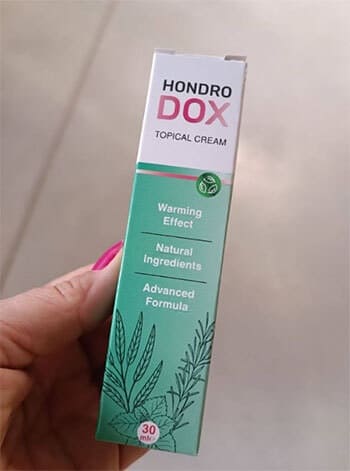 HONDRO
DOX
TOPICAL CREAM
Warming
Effect
Natural
Ingredients
Advanced
Formula
30
ml